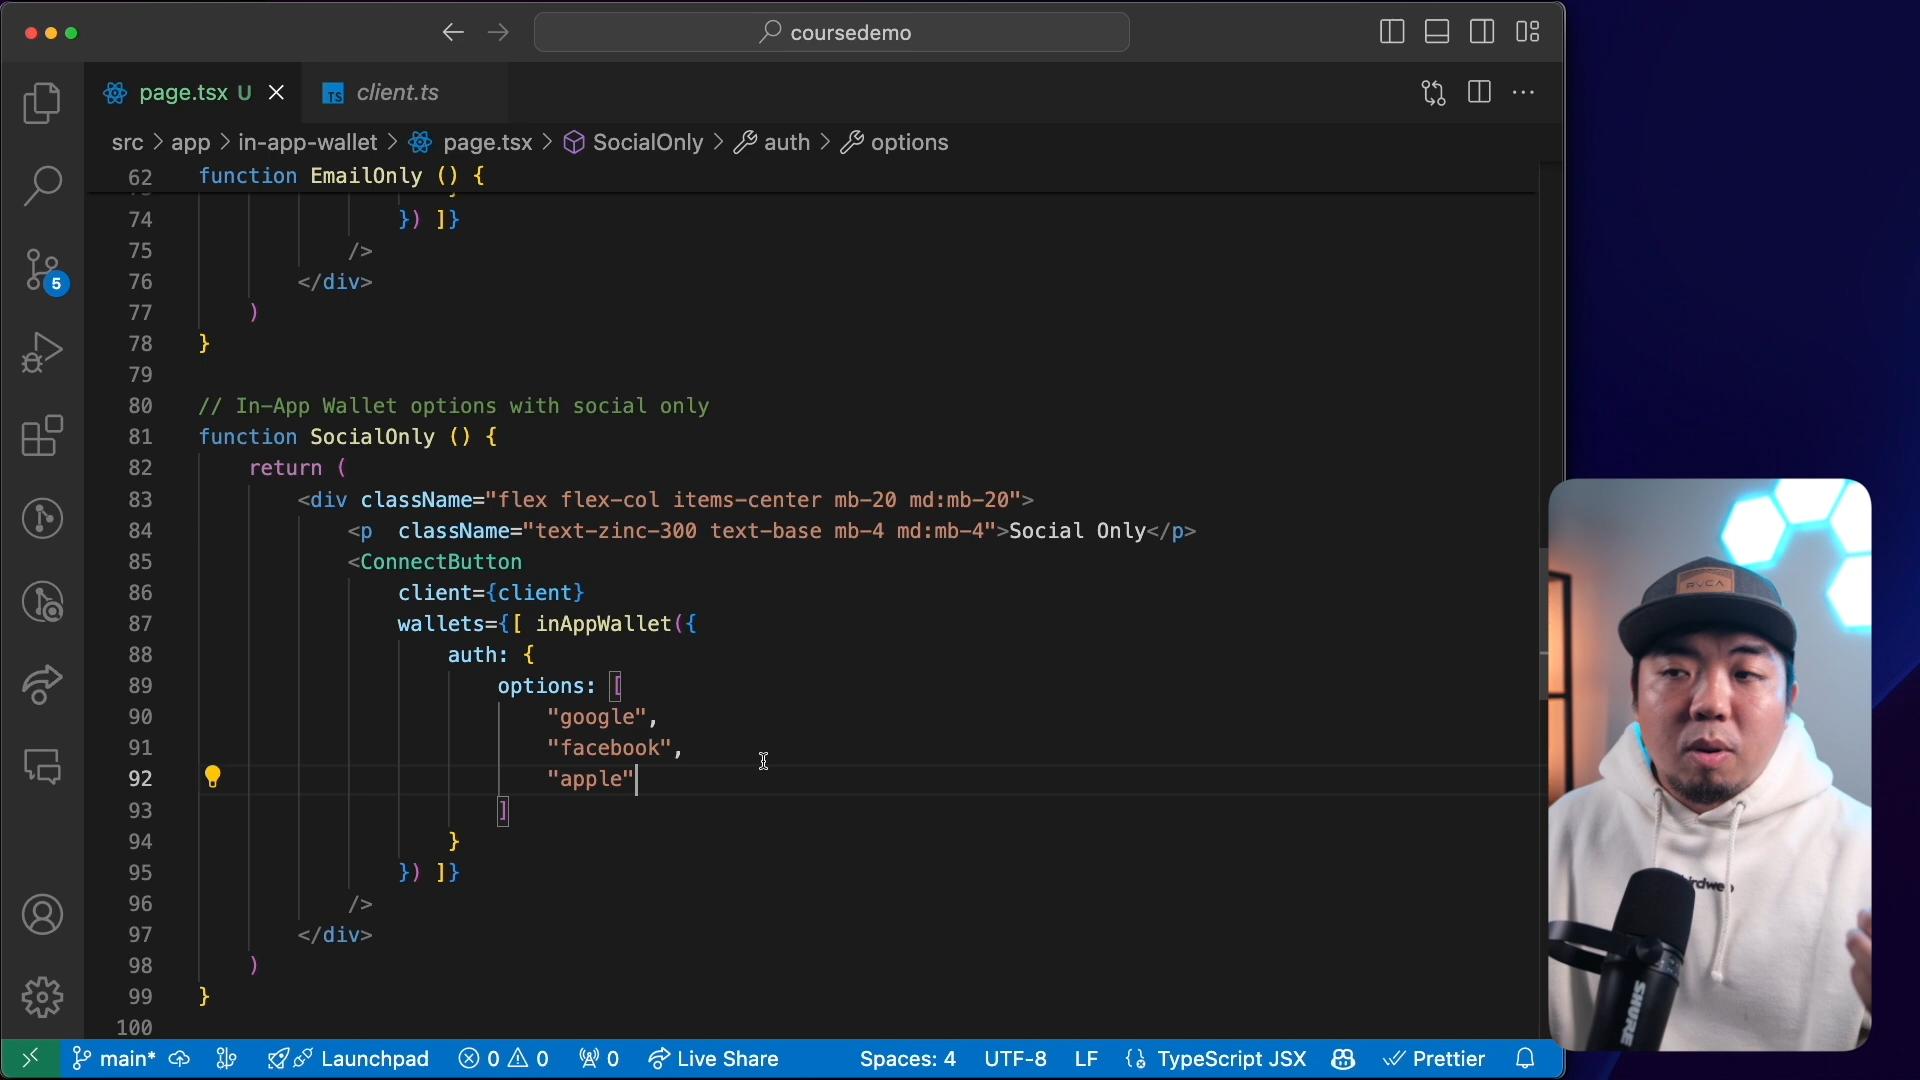 coursedemo
page.tsx U
TS client.ts
src > app > in-app-wallet > page.tsx > SocialOnly > auth > options
62 function EmailOnly () {
74 }) ]}
75 />
76 </div>
77 )
78 }
79
80 // In-App Wallet options with social only
81 function SocialOnly () {
82 return (
83 <div className="flex flex-col items-center mb-20 md:mb-20">
84 <p  className="text-zinc-300 text-base mb-4 md:mb-4">Social Only</p>
85 <ConnectButton
86 client={client}
87 wallets={[ inAppWallet({
88 auth: {
89 options: [
90 "google",
91 "facebook",
92 "apple"
93 ]
94 }
95 }) ]}
96 />
97 </div>
98 )
99 }
100
5
main* Launchpad 0 0 0 Live Share Spaces: 4 UTF-8 LF TypeScript JSX Prettier
RVCA
SHURE